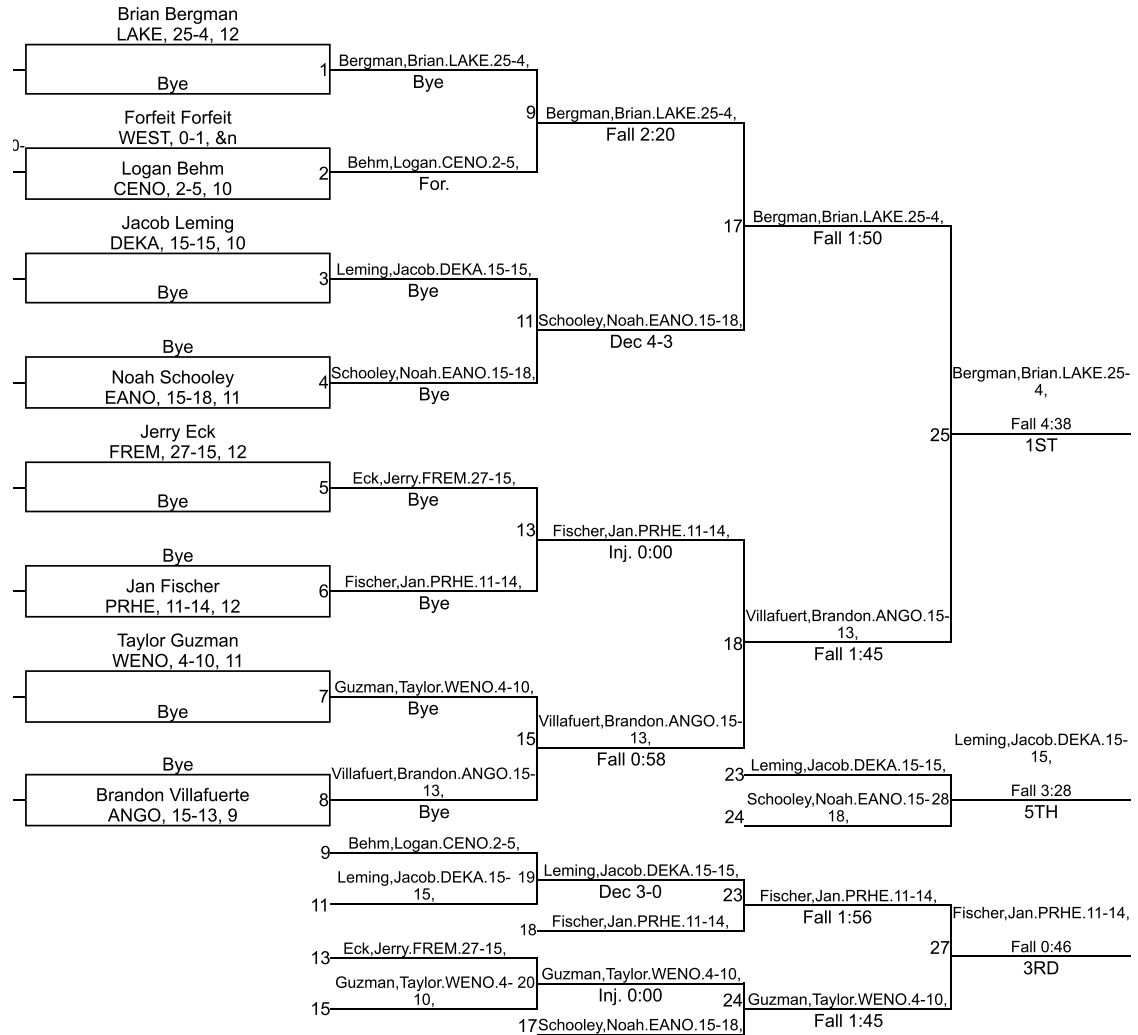 Brian Bergman
LAKE, 25-4, 12
Bye
1
Bergman,Brian.LAKE.25-4,
Bye
Forfeit Forfeit
WEST, 0-1, &n
0-
Logan Behm
CENO, 2-5, 10
2
Behm,Logan.CENO.2-5,
For.
9
Bergman,Brian.LAKE.25-4,
Fall 2:20
Jacob Leming
DEKA, 15-15, 10
Bye
3
Leming,Jacob.DEKA.15-15,
Bye
Bye
Noah Schooley
EANO, 15-18, 11
4
Schooley,Noah.EANO.15-18,
Bye
11
Schooley,Noah.EANO.15-18,
Dec 4-3
17
Bergman,Brian.LAKE.25-4,
Fall 1:50
Jerry Eck
FREM, 27-15, 12
Bye
5
Eck,Jerry.FREM.27-15,
Bye
Bye
Jan Fischer
PRHE, 11-14, 12
6
Fischer,Jan.PRHE.11-14,
Bye
13
Fischer,Jan.PRHE.11-14,
Inj. 0:00
Taylor Guzman
WENO, 4-10, 11
Bye
7
Guzman,Taylor.WENO.4-10,
Bye
Bye
Brandon Villafuerte
ANGO, 15-13, 9
8
Villafuert,Brandon.ANGO.15-
13,
Bye
15
Villafuert,Brandon.ANGO.15-
13,
Fall 0:58
18
Villafuert,Brandon.ANGO.15-
13,
Fall 1:45
25
Bergman,Brian.LAKE.25-
4,
Fall 4:38
1ST
23
Leming,Jacob.DEKA.15-15,
24
Schooley,Noah.EANO.15-
18,
28
Leming,Jacob.DEKA.15-
15,
Fall 3:28
5TH
9
Behm,Logan.CENO.2-5,
11
Leming,Jacob.DEKA.15-
15,
19
Leming,Jacob.DEKA.15-15,
Dec 3-0
18
Fischer,Jan.PRHE.11-14,
23
Fischer,Jan.PRHE.11-14,
Fall 1:56
13
Eck,Jerry.FREM.27-15,
15
Guzman,Taylor.WENO.4-
10,
20
Guzman,Taylor.WENO.4-10,
Inj. 0:00
17
Schooley,Noah.EANO.15-18,
24
Guzman,Taylor.WENO.4-10,
Fall 1:45
27
Fischer,Jan.PRHE.11-14,
Fall 0:46
3RD